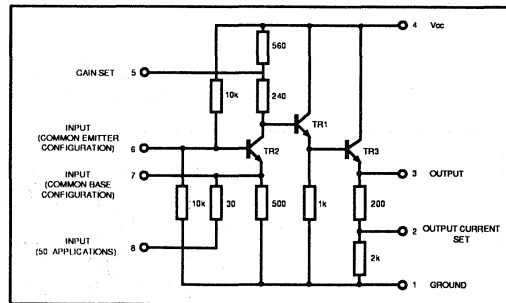 4 Vcc
560
GAIN SET 5
240
10k
TR1
INPUT
(COMMON EMITTER
CONFIGURATION) 6
TR2
TR3
INPUT 7
(COMMON BASE
CONFIGURATION)
3 OUTPUT
10k
30
500
1k
200
2 OUTPUT CURRENT
SET
INPUT
(50 APPLICATIONS) 8
2k
1 GROUND